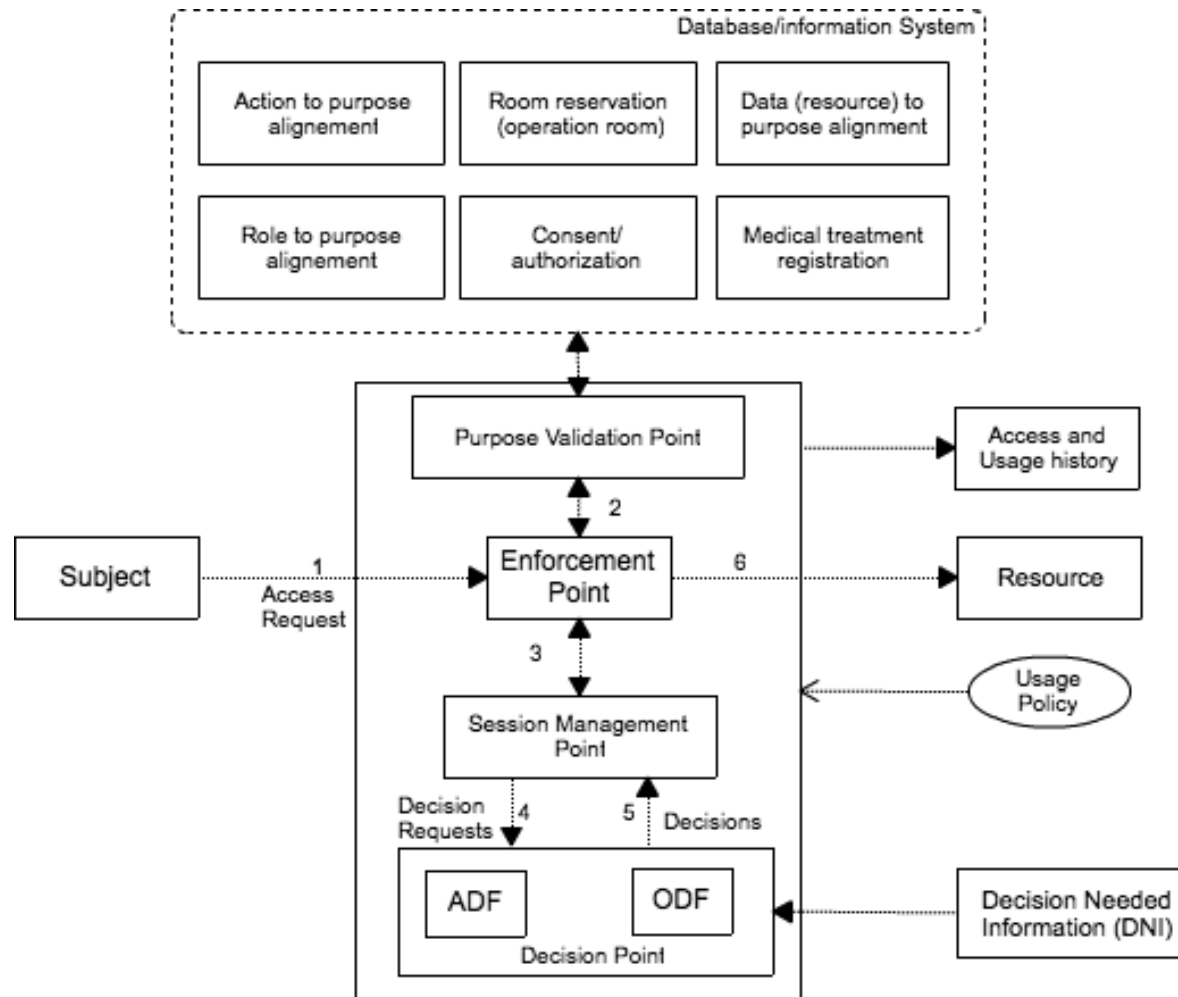 Database/information System
Action to purpose
alignement
Room reservation
(operation room)
Data (resource) to
purpose alignment
Role to purpose
alignement
Consent/
authorization
Medical treatment
registration
Purpose Validation Point
Access and
Usage history
2
Subject
1
Access
Request
Enforcement
Point
6
Resource
3
Usage
Policy
Session Management
Point
Decision
Requests
4
5
Decisions
ADF
ODF
Decision Point
Decision Needed
Information (DNI)